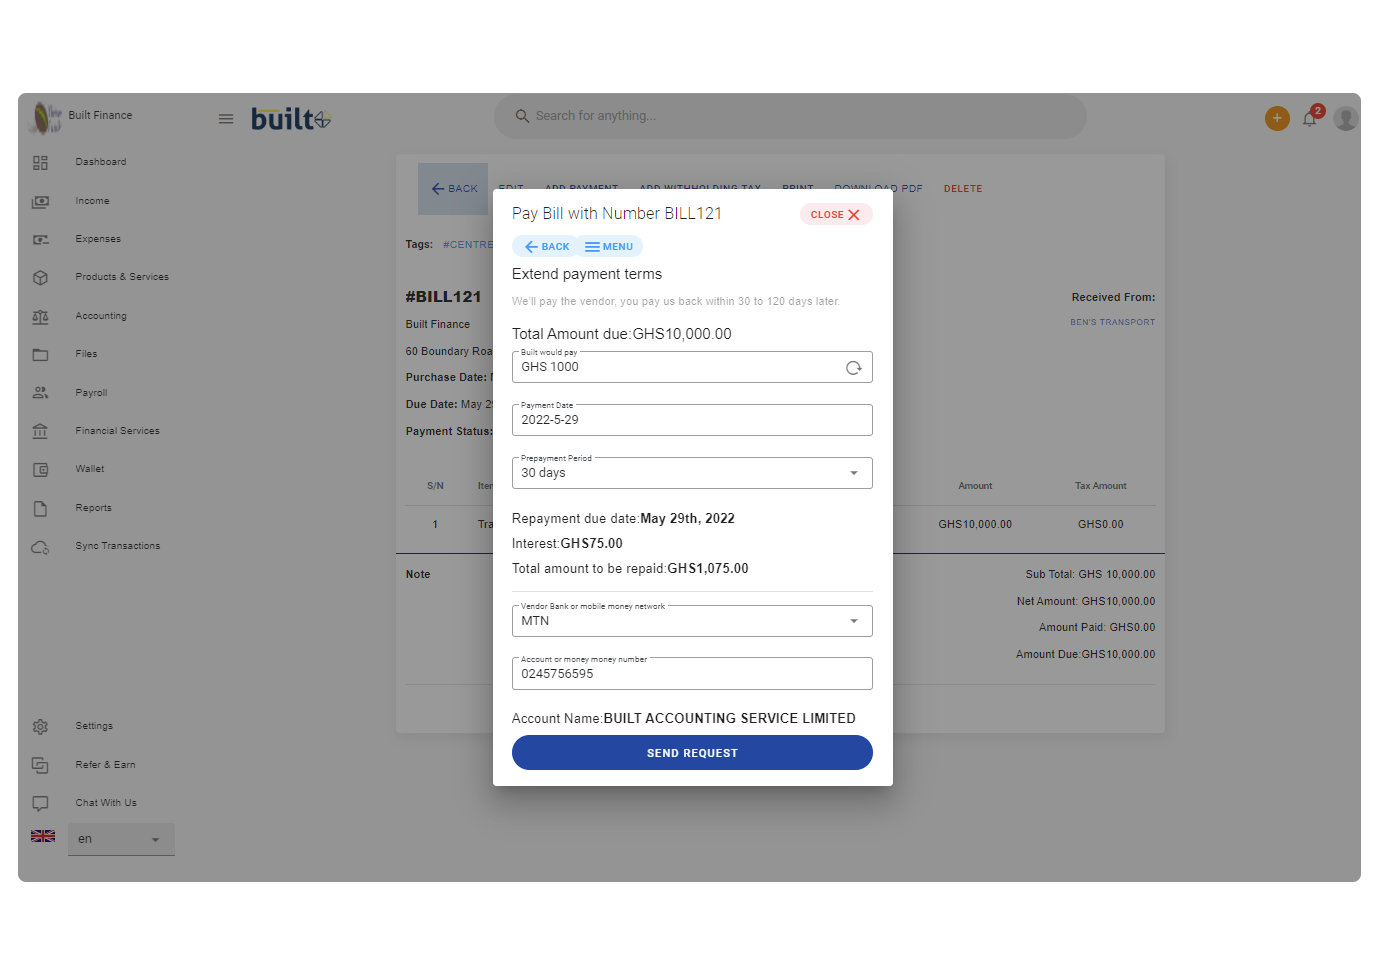 Built Finance
built
Search for anything...
2
Dashboard
Income
Expenses
Products & Services
Accounting
Files
Payroll
Financial Services
Wallet
Reports
Sync Transactions
Settings
Refer & Earn
Chat With Us
en
BACK EDIT ADD PAYMENT ADD WITHHOLDING TAX PRINT DOWNLOAD PDF DELETE
Tags: #CENTRE
#BILL121
Built Finance
60 Boundary Roa
Purchase Date:
Due Date: May 29
Payment Status:
Received From:
BEN'S TRANSPORT
S/N Amount Tax Amount
1 Tra GHS10,000.00 GHS0.00
Note
Sub Total: GHS 10,000.00
Net Amount: GHS10,000.00
Amount Paid: GHS0.00
Amount Due:GHS10,000.00
Pay Bill with Number BILL121
CLOSE
BACK MENU
Extend payment terms
We'll pay the vendor, you pay us back within 30 to 120 days later.
Total Amount due:GHS10,000.00
Built would pay
GHS 1000
Payment Date
2022-5-29
Prepayment Period
30 days
Repayment due date:May 29th, 2022
Interest:GHS75.00
Total amount to be repaid:GHS1,075.00
Vendor Bank or mobile money network
MTN
Account or money money number
0245756595
Account Name:BUILT ACCOUNTING SERVICE LIMITED
SEND REQUEST